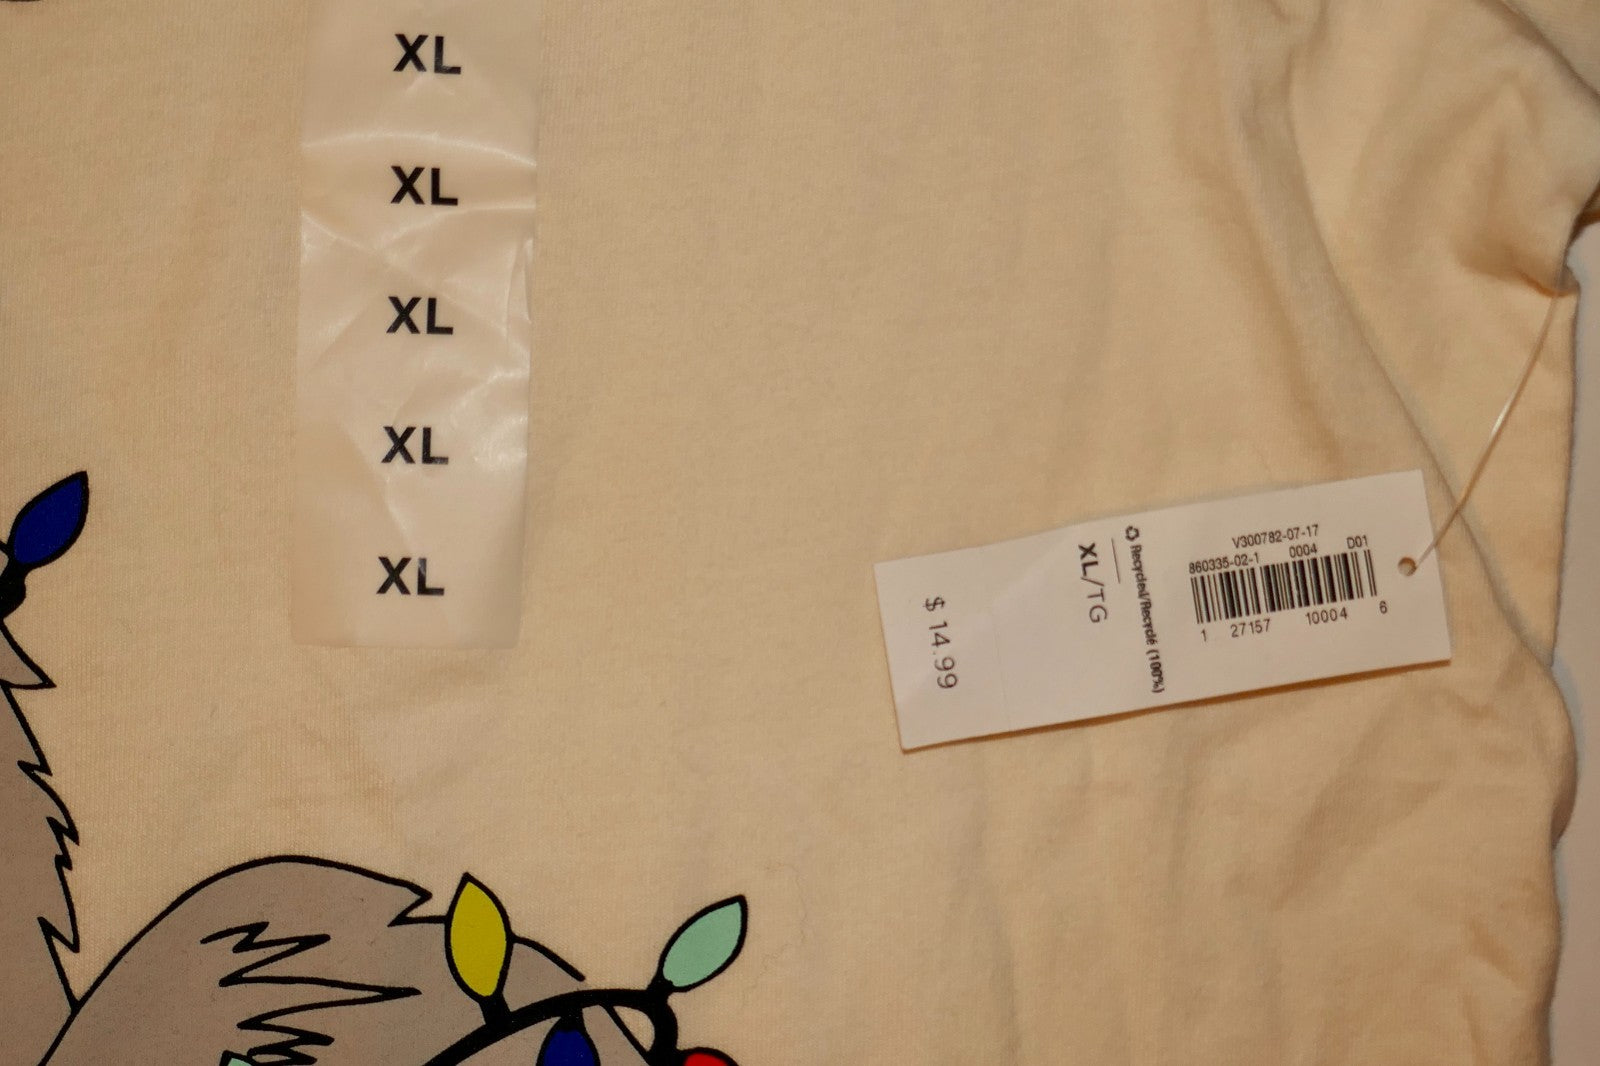 XL
XL
XL
XL
XL
V300782-07-17
860335-02-1 0004 D01
1 27157 10004 6
Recycled/Recyclé (100%)
XL/TG
$ 14.99